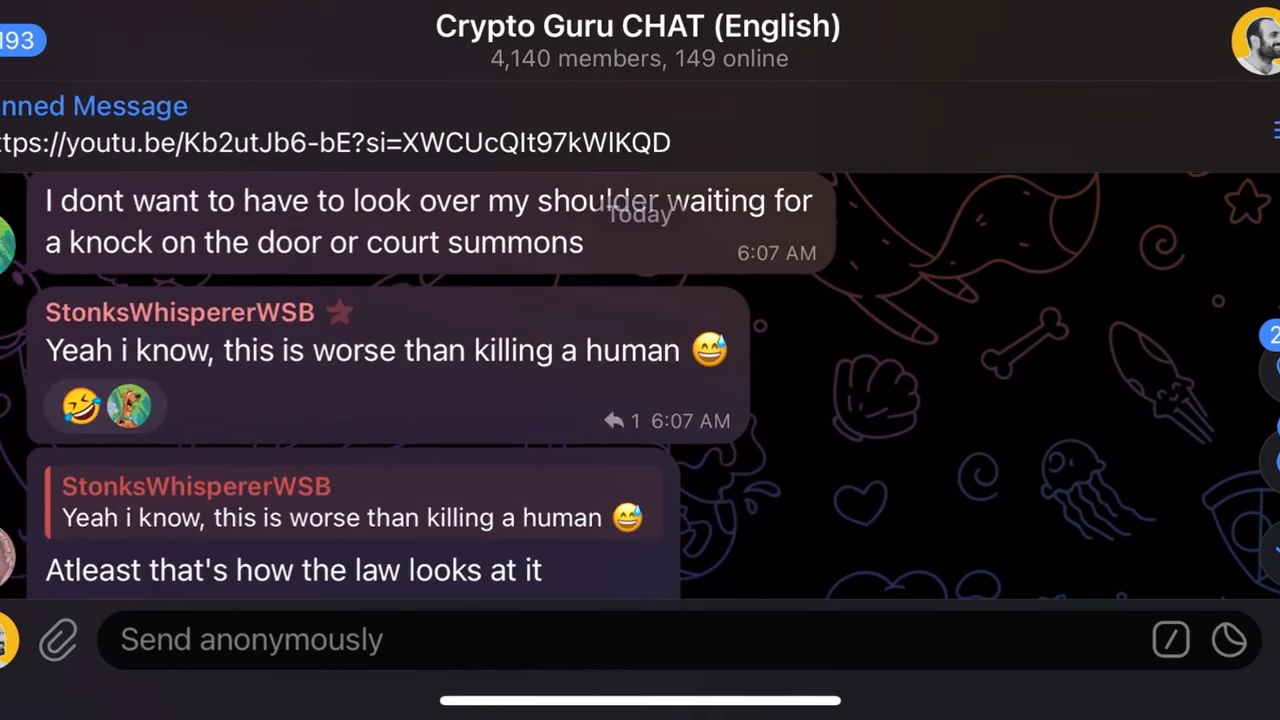 193
Crypto Guru CHAT (English)
4,140 members, 149 online
nned Message
ttps://youtu.be/Kb2utJb6-bE?si=XWCUcQIt97kWlKQD
I dont want to have to look over my shoulder waiting for
Today
a knock on the door or court summons
6:07 AM
StonksWhispererWSB
Yeah i know, this is worse than killing a human 😅
🤣
1 6:07 AM
StonksWhispererWSB
Yeah i know, this is worse than killing a human 😅
Atleast that's how the law looks at it
Send anonymously
2